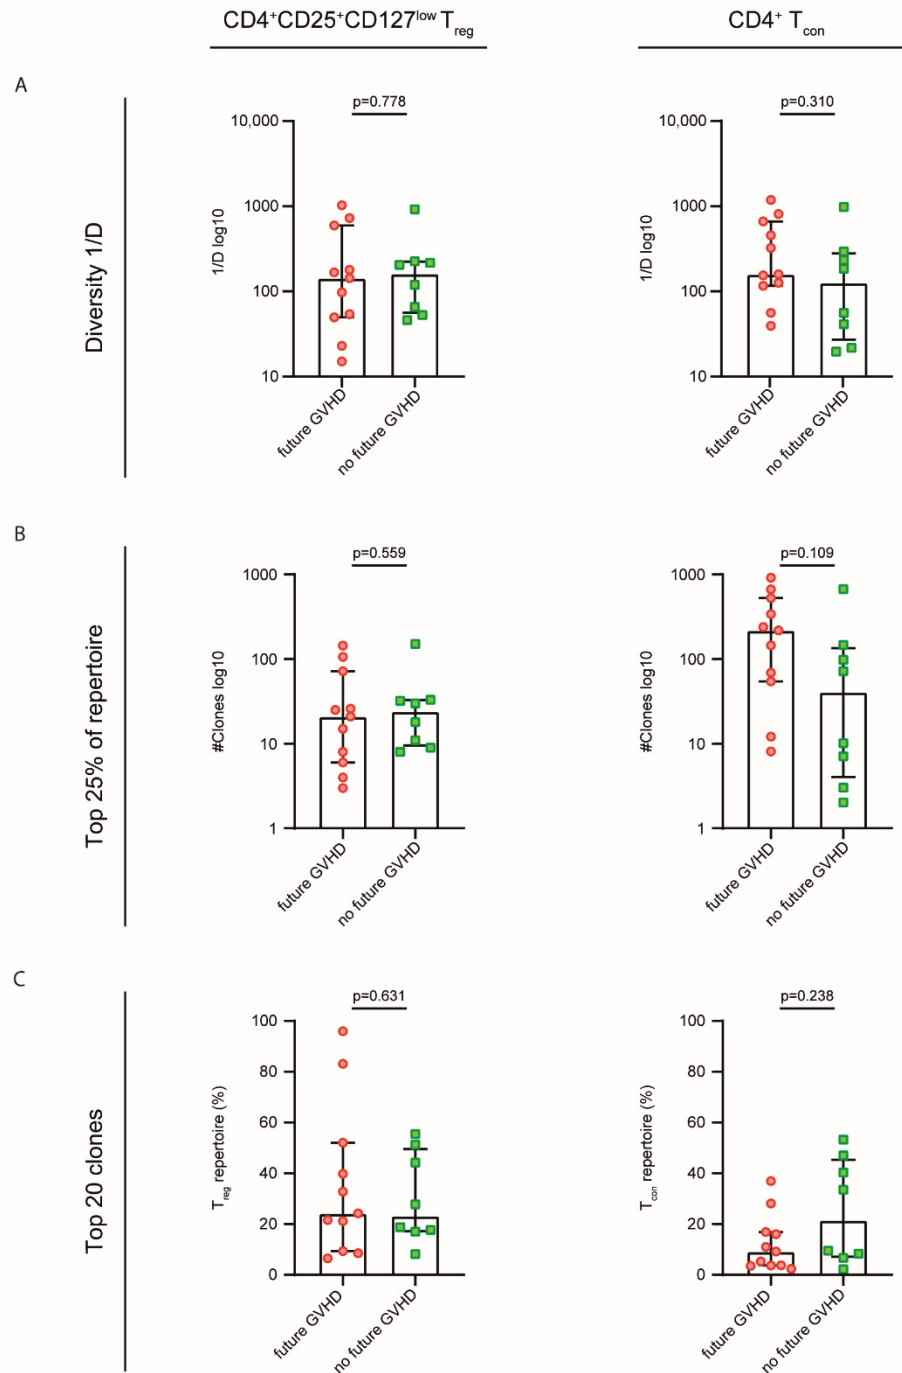 CD4⁺CD25⁺CD127ˡᵒʷ Tᵣₑg
CD4⁺ T꜀ₒₙ
A
Diversity 1/D
p=0.778
10,000
1000
100
10
1/D log10
future GVHD
no future GVHD
p=0.310
10,000
1000
100
10
1/D log10
future GVHD
no future GVHD
B
Top 25% of repertoire
p=0.559
1000
100
10
1
#Clones log10
future GVHD
no future GVHD
p=0.109
1000
100
10
1
#Clones log10
future GVHD
no future GVHD
C
Top 20 clones
p=0.631
100
80
60
40
20
0
Tᵣₑg repertoire (%)
future GVHD
no future GVHD
p=0.238
100
80
60
40
20
0
T꜀ₒₙ repertoire (%)
future GVHD
no future GVHD